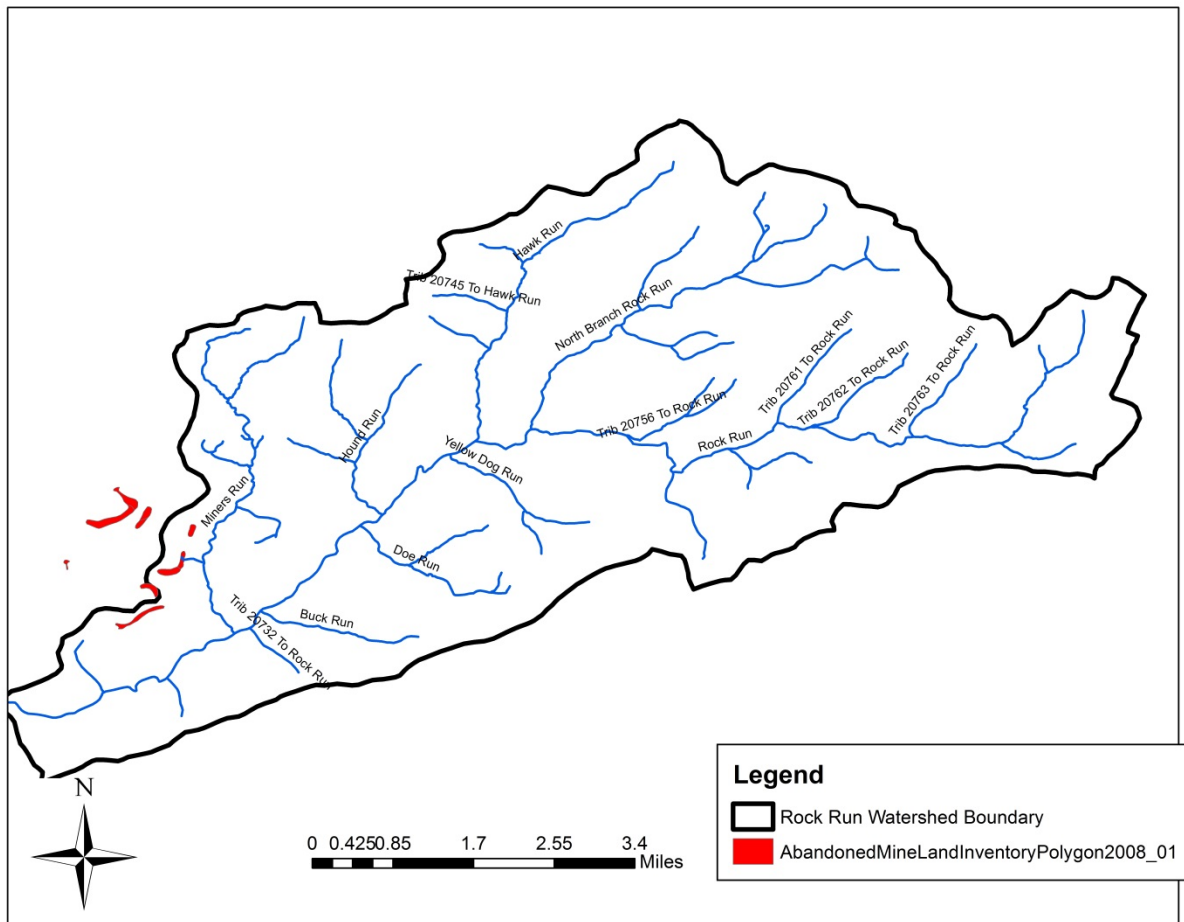 Hawk Run
Trib 20745 To Hawk Run
North Branch Rock Run
Trib 20761 To Rock Run
Trib 20762 To Rock Run
Trib 20763 To Rock Run
Trib 20756 To Rock Run
Rock Run
Hound Run
Yellow Dog Run
Miners Run
Doe Run
Buck Run
Trib 20732 To Rock Run
N
0 0.425 0.85 1.7 2.55 3.4
Miles
Legend
Rock Run Watershed Boundary
AbandonedMineLandInventoryPolygon2008_01